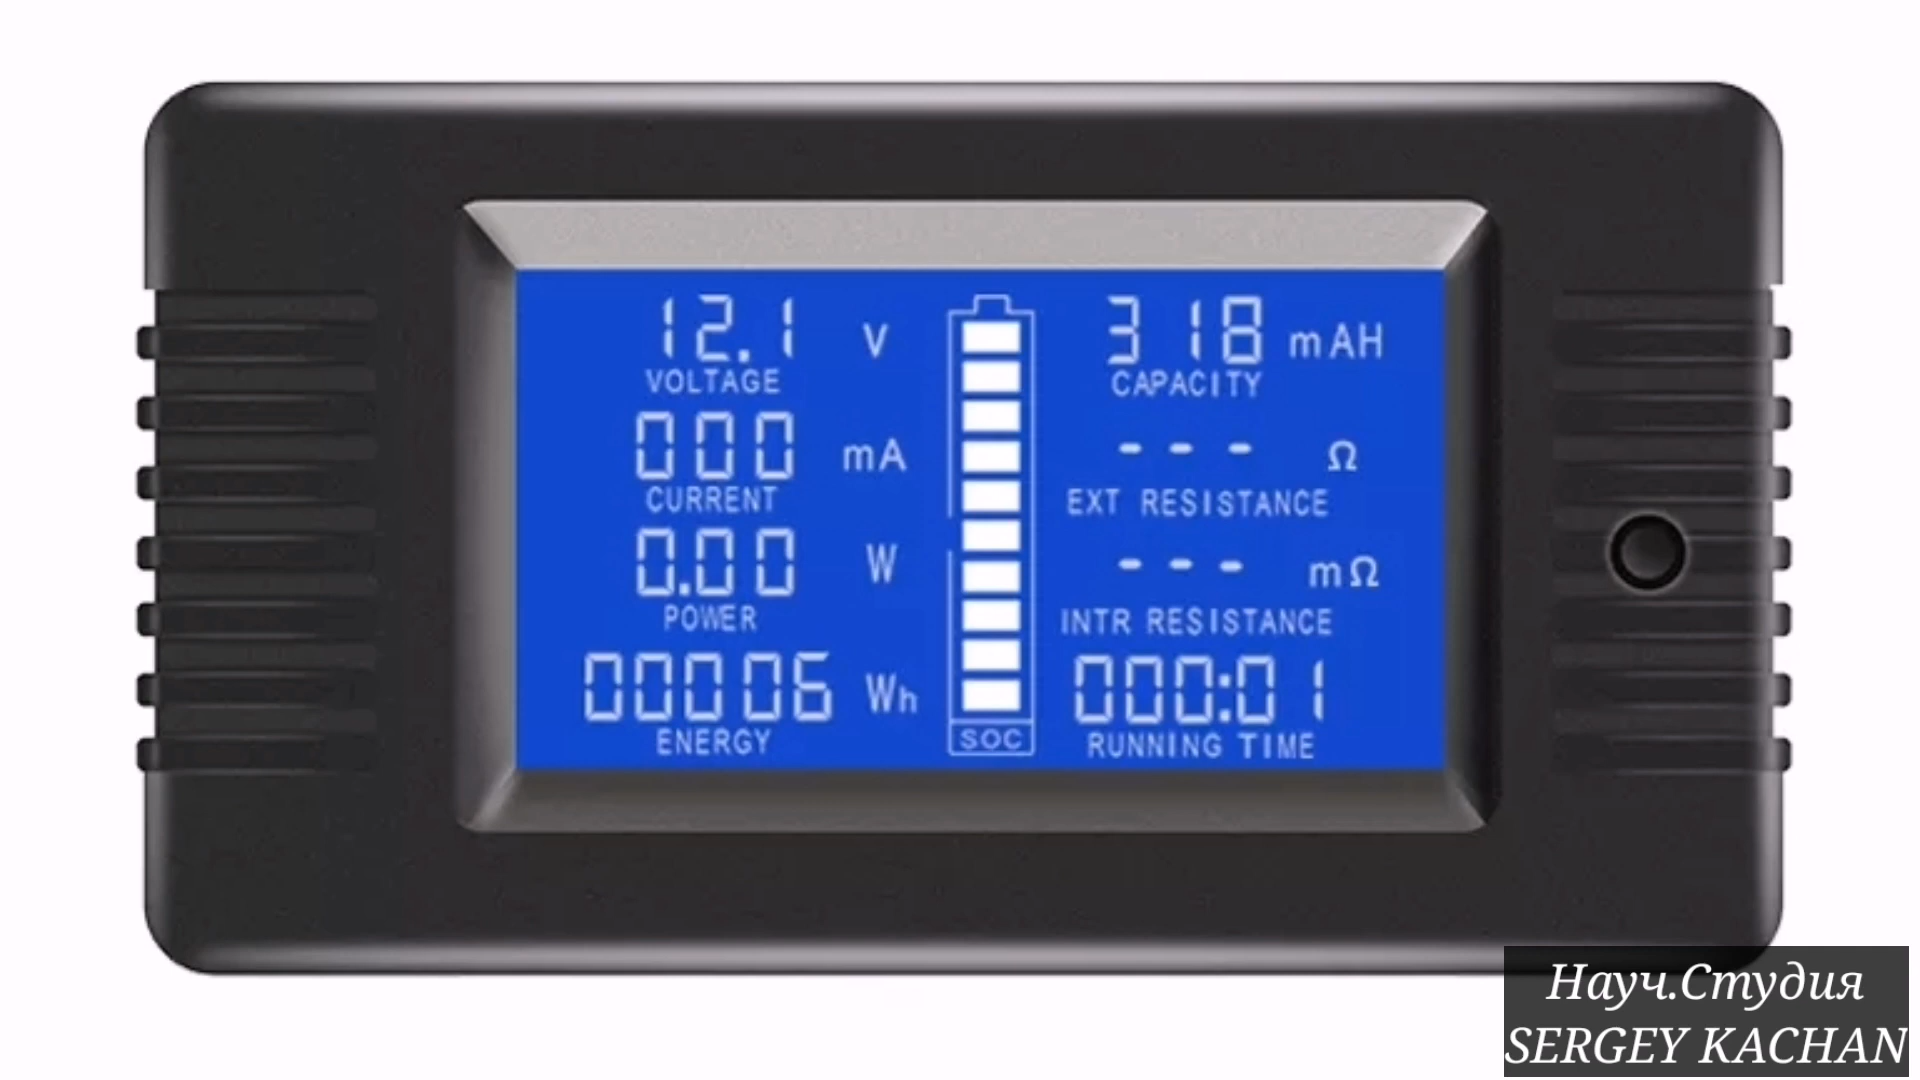 12.1 V
VOLTAGE
000 mA
CURRENT
0.00 W
POWER
00006 Wh
ENERGY
SOC
318 mAH
CAPACITY
--- Ω
EXT RESISTANCE
--- mΩ
INTR RESISTANCE
000:01
RUNNING TIME
Науч.Студия
SERGEY KACHAN